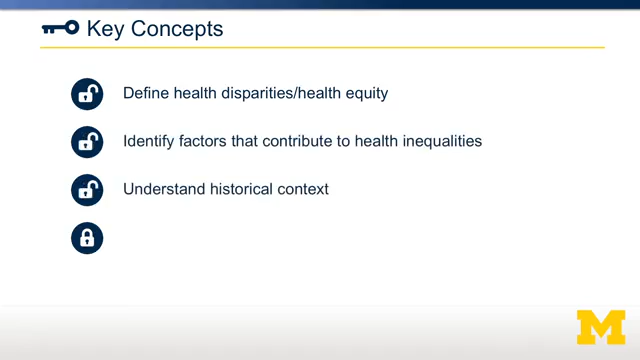 Key Concepts
Define health disparities/health equity
Identify factors that contribute to health inequalities
Understand historical context
M